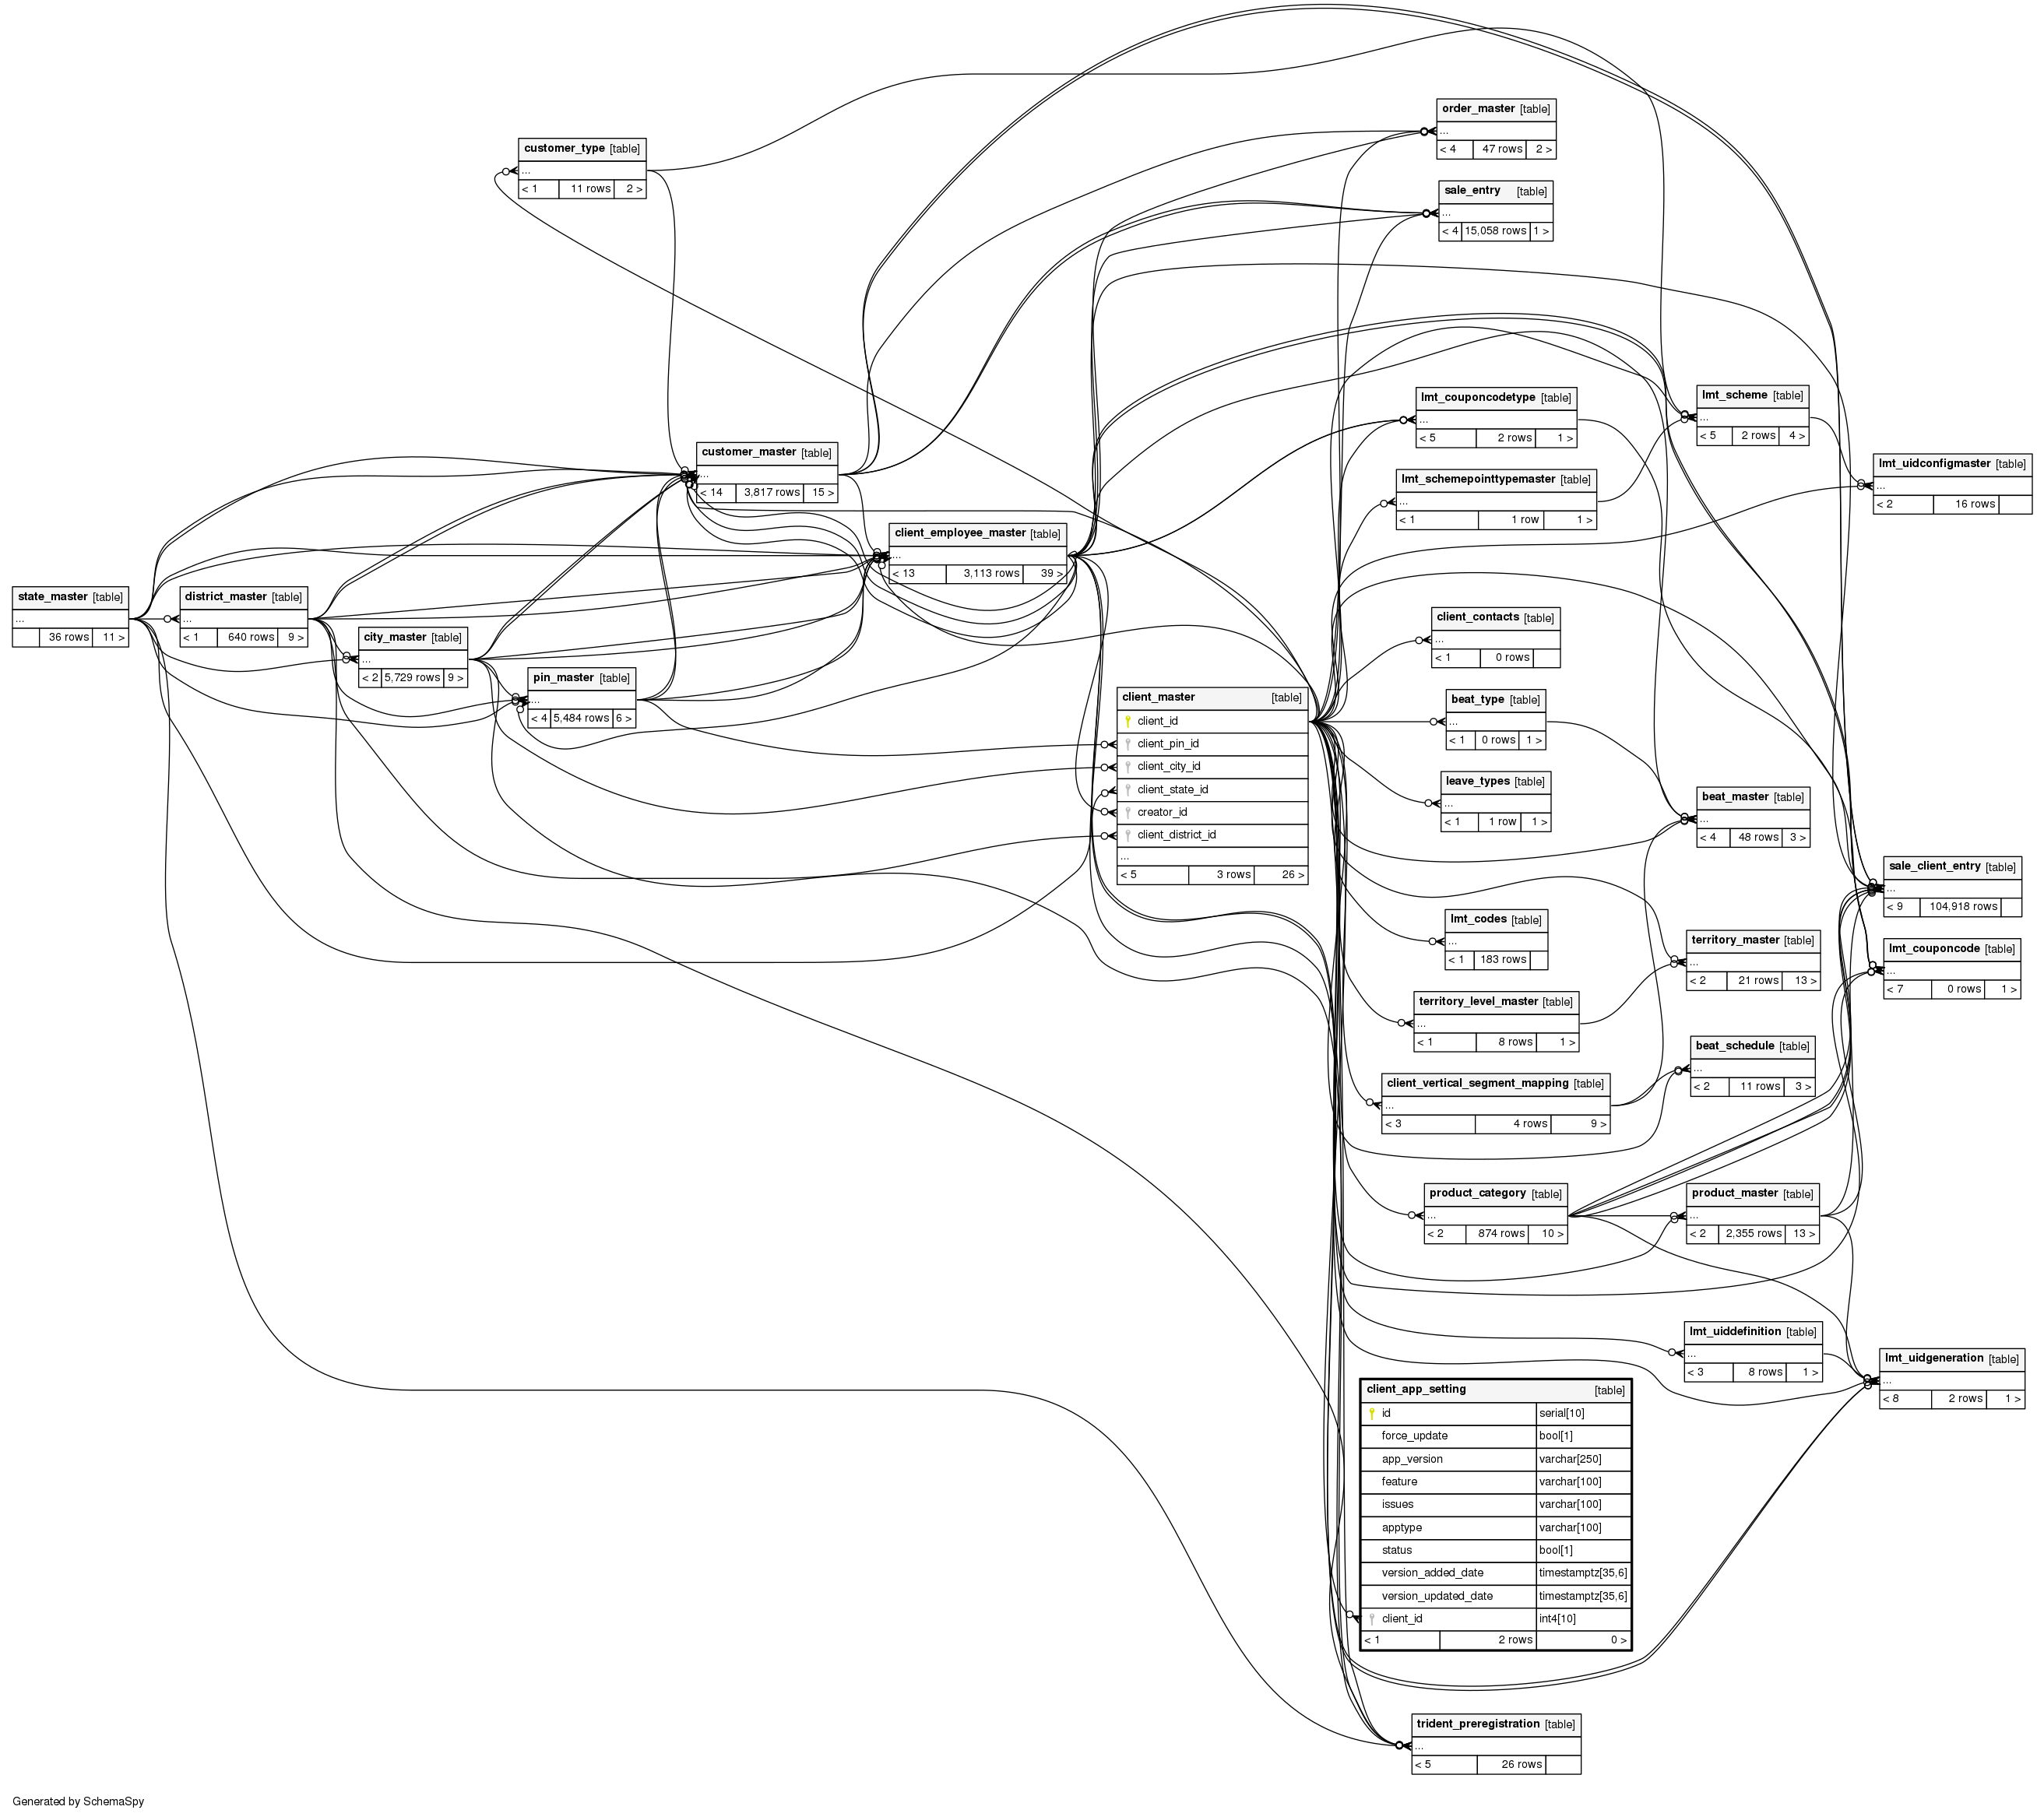 order_master [table]
...
< 4 47 rows 2 >
customer_type [table]
...
< 1 11 rows 2 >
sale_entry [table]
...
< 4 15,058 rows 1 >
lmt_couponcodetype [table]
...
< 5 2 rows 1 >
lmt_scheme [table]
...
< 5 2 rows 4 >
customer_master [table]
...
< 14 3,817 rows 15 >
lmt_uidconfigmaster [table]
...
< 2 16 rows
lmt_schemepointtypemaster [table]
...
< 1 1 row 1 >
client_employee_master [table]
...
< 13 3,113 rows 39 >
state_master [table]
...
36 rows 11 >
district_master [table]
...
< 1 640 rows 9 >
city_master [table]
...
< 2 5,729 rows 9 >
pin_master [table]
...
< 4 5,484 rows 6 >
client_contacts [table]
...
< 1 0 rows
client_master [table]
client_id
client_pin_id
client_city_id
client_state_id
creator_id
client_district_id
...
< 5 3 rows 26 >
beat_type [table]
...
< 1 0 rows 1 >
leave_types [table]
...
< 1 1 row 1 >
beat_master [table]
...
< 4 48 rows 3 >
sale_client_entry [table]
...
< 9 104,918 rows
lmt_codes [table]
...
< 1 183 rows
territory_master [table]
...
< 2 21 rows 13 >
lmt_couponcode [table]
...
< 7 0 rows 1 >
territory_level_master [table]
...
< 1 8 rows 1 >
beat_schedule [table]
...
< 2 11 rows 3 >
client_vertical_segment_mapping [table]
...
< 3 4 rows 9 >
product_category [table]
...
< 2 874 rows 10 >
product_master [table]
...
< 2 2,355 rows 13 >
lmt_uiddefinition [table]
...
< 3 8 rows 1 >
lmt_uidgeneration [table]
...
< 8 2 rows 1 >
client_app_setting [table]
id serial[10]
force_update bool[1]
app_version varchar[250]
feature varchar[100]
issues varchar[100]
apptype varchar[100]
status bool[1]
version_added_date timestamptz[35,6]
version_updated_date timestamptz[35,6]
client_id int4[10]
< 1 2 rows 0 >
trident_preregistration [table]
...
< 5 26 rows
Generated by SchemaSpy